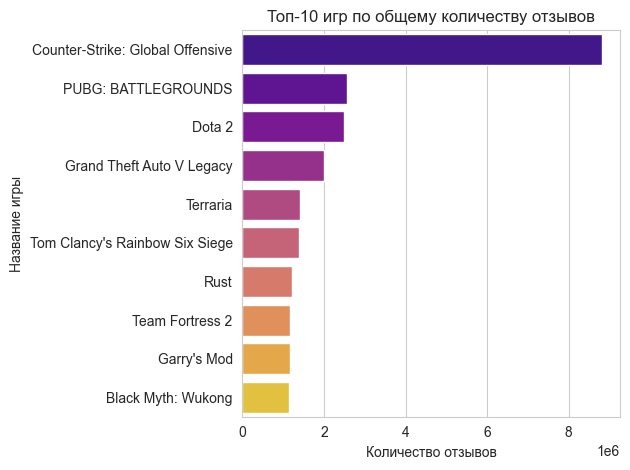 Топ-10 игр по общему количеству отзывов
Название игры
Counter-Strike: Global Offensive
PUBG: BATTLEGROUNDS
Dota 2
Grand Theft Auto V Legacy
Terraria
Tom Clancy's Rainbow Six Siege
Rust
Team Fortress 2
Garry's Mod
Black Myth: Wukong
0 2 4 6 8
1e6
Количество отзывов